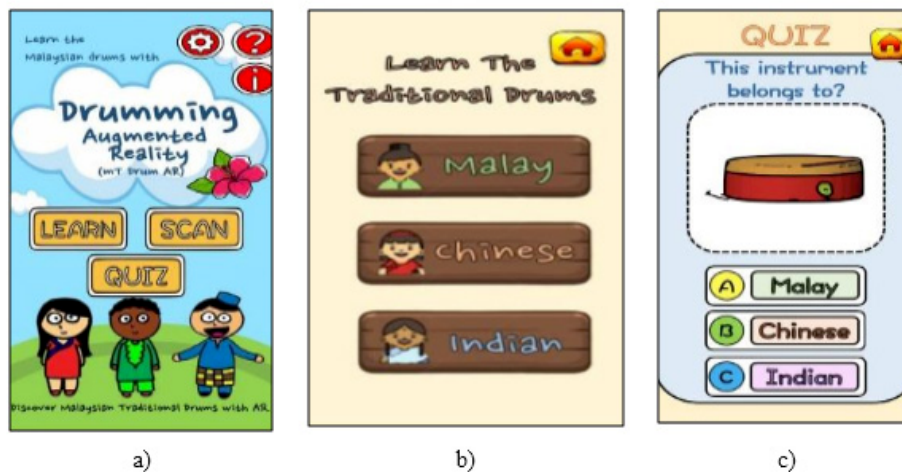 Learn the
Malaysian drums with
?
i
Drumming
Augmented
Reality
(mT Drum AR)
LEARN
SCAN
QUIZ
Discover Malaysian Traditional Drums with AR
a)
Learn The
Traditional Drums
Malay
Chinese
Indian
b)
QUIZ
This instrument
belongs to?
A Malay
B Chinese
C Indian
c)